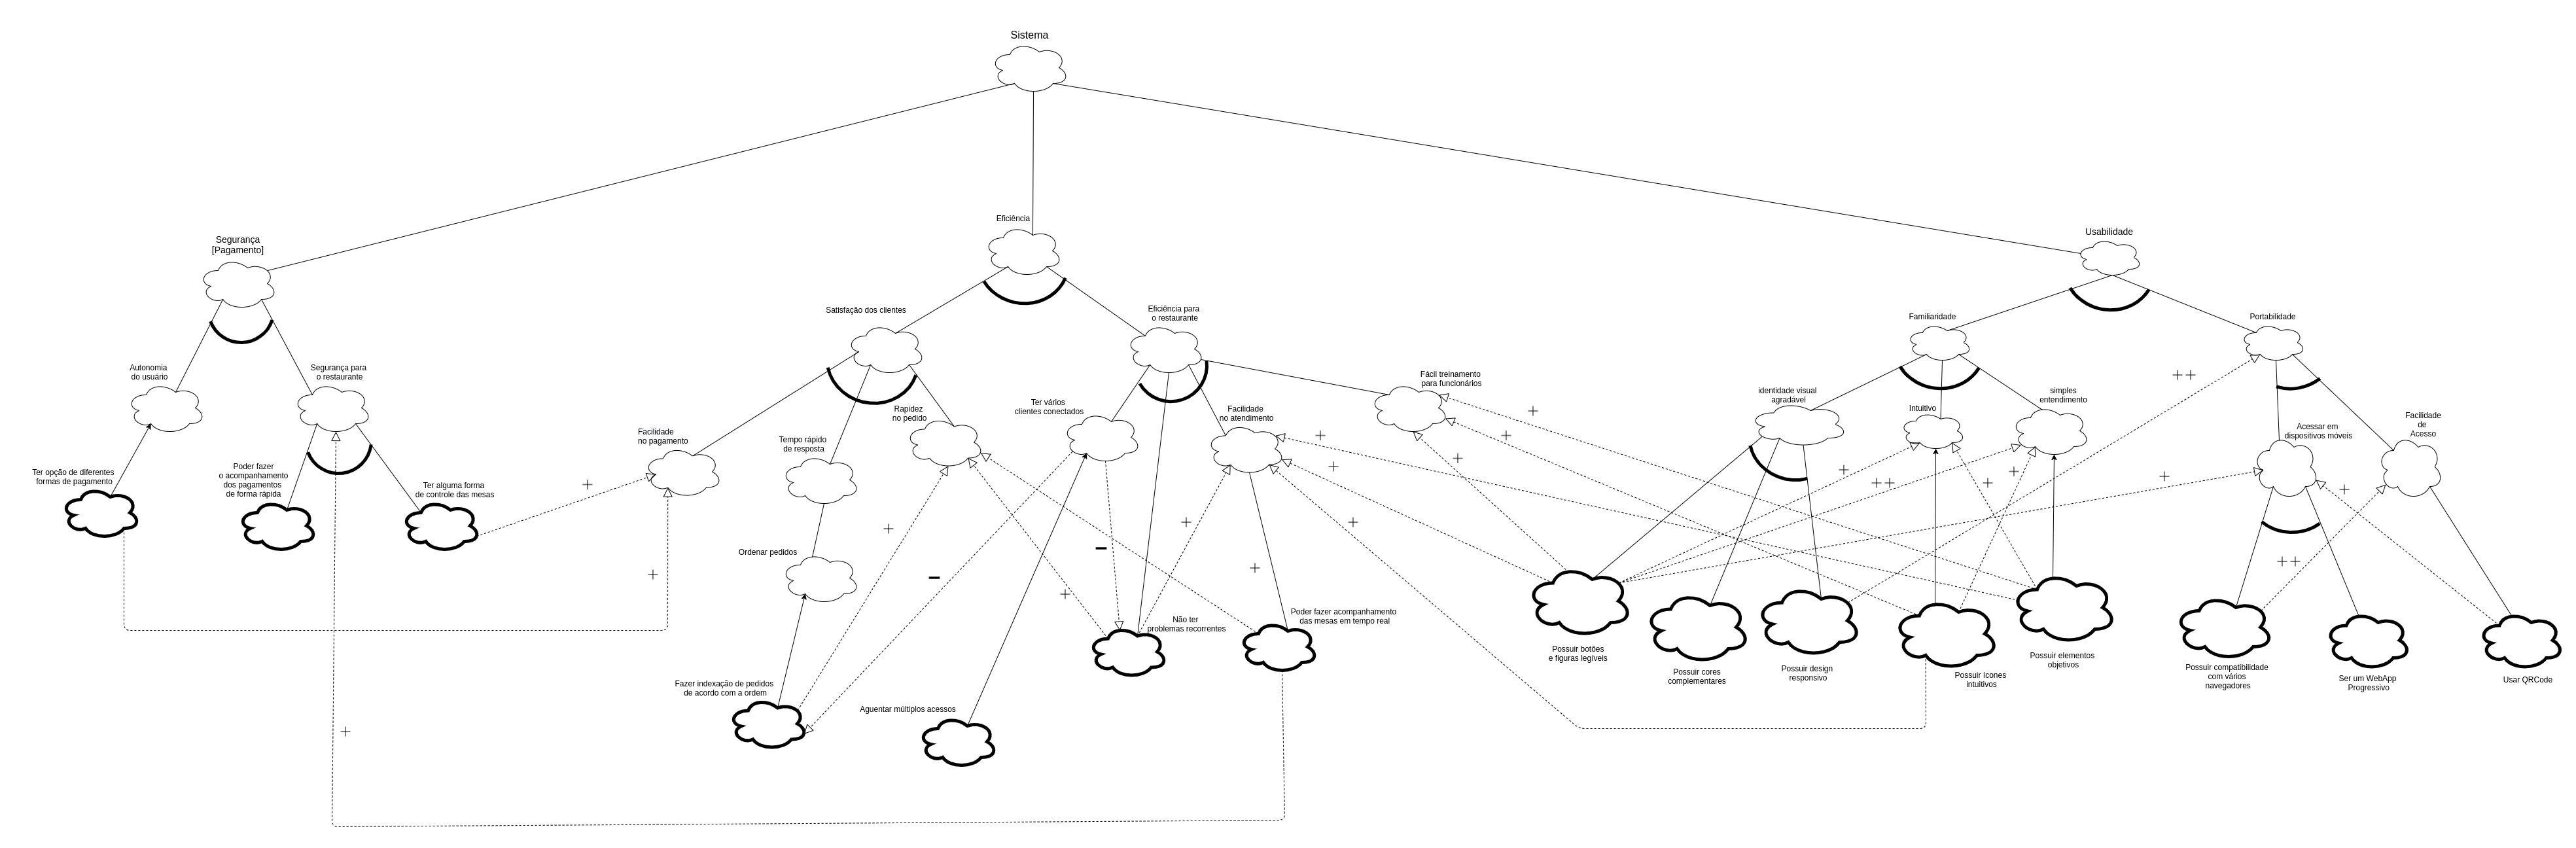 Sistema
Eficiência
Usabilidade
Segurança
[Pagamento]
Satisfação dos clientes
Eficiência para
o restaurante
Familiaridade
Portabilidade
Autonomia
do usuário
Segurança para
o restaurante
Fácil treinamento
para funcionários
identidade visual
agradável
simples
entendimento
Ter vários
clientes conectados
Rapidez
no pedido
Facilidade
no atendimento
Intuitivo
Facilidade
de
Acesso
Acessar em
dispositivos móveis
Facilidade
no pagamento
Tempo rápido
de resposta
Ter opção de diferentes
formas de pagamento
Poder fazer
o acompanhamento
dos pagamentos
de forma rápida
Ter alguma forma
de controle das mesas
Ordenar pedidos
Não ter
problemas recorrentes
Poder fazer acompanhamento
das mesas em tempo real
Possuir botões
e figuras legíveis
Possuir cores
complementares
Possuir design
responsivo
Possuir ícones
intuitivos
Possuir elementos
objetivos
Possuir compatibilidade
com vários
navegadores
Ser um WebApp
Progressivo
Usar QRCode
Fazer indexação de pedidos
de acordo com a ordem
Aguentar múltiplos acessos